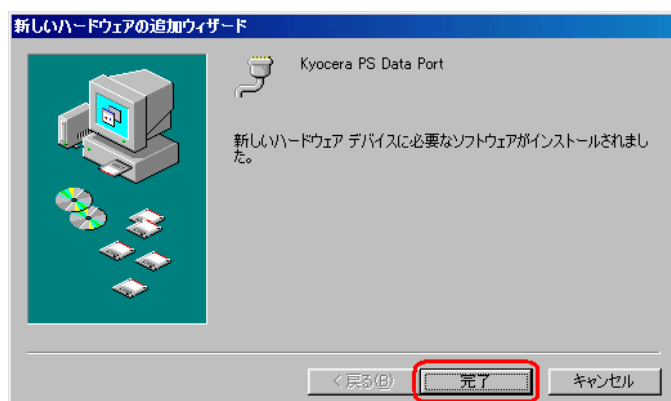 新しいハードウェアの追加ウィザード
Kyocera PS Data Port
新しいハードウェア デバイスに必要なソフトウェアがインストールされまし
た。
< 戻る(B)
完了
キャンセル